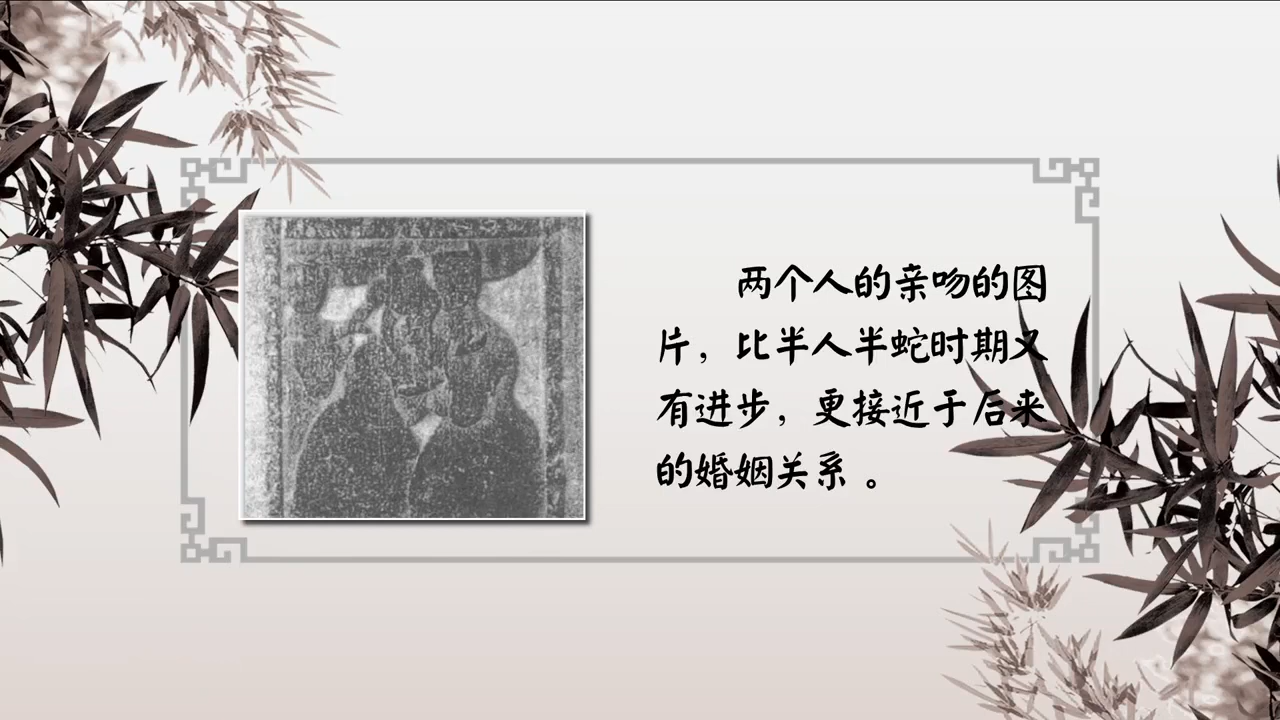 两个人的亲吻的图
片，比半人半蛇时期又
有进步，更接近于后来
的婚姻关系。